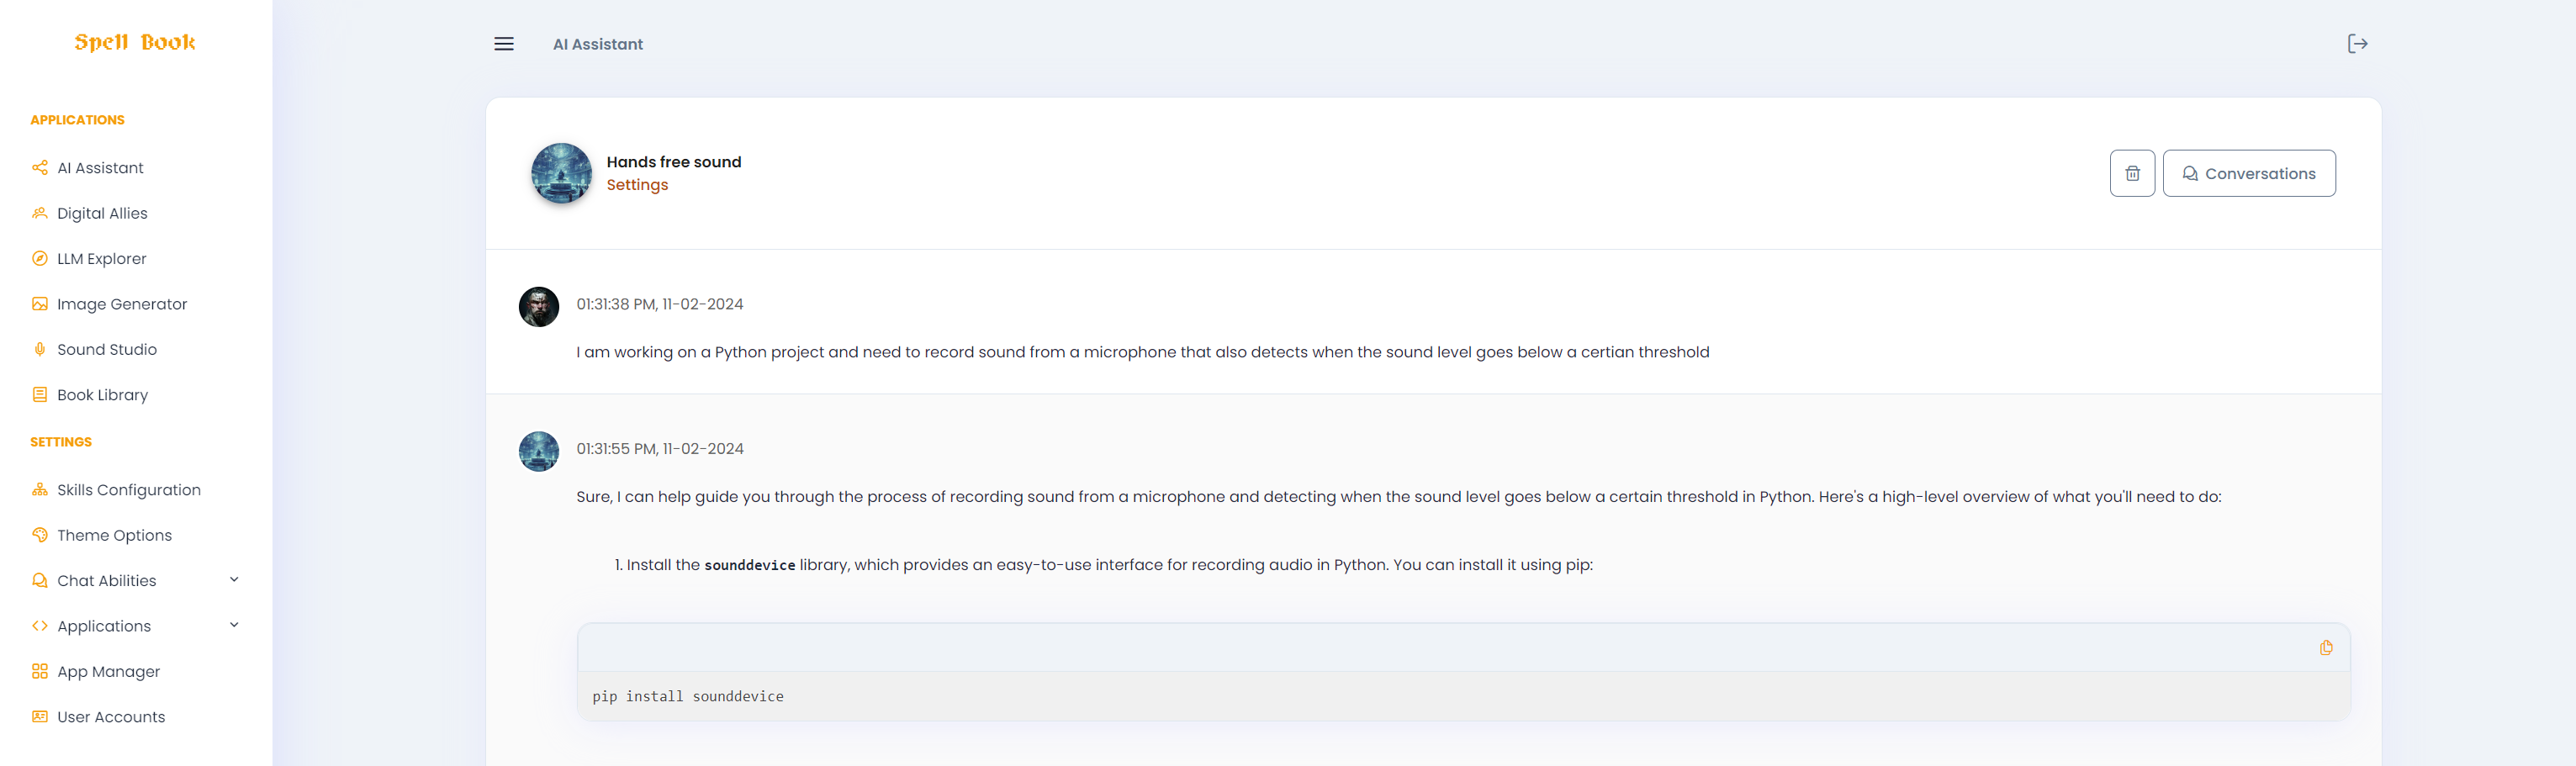 Spell Book
APPLICATIONS
AI Assistant
Digital Allies
LLM Explorer
Image Generator
Sound Studio
Book Library
SETTINGS
Skills Configuration
Theme Options
Chat Abilities
Applications
App Manager
User Accounts
AI Assistant
Hands free sound
Settings
Conversations
01:31:38 PM, 11-02-2024
I am working on a Python project and need to record sound from a microphone that also detects when the sound level goes below a certian threshold
01:31:55 PM, 11-02-2024
Sure, I can help guide you through the process of recording sound from a microphone and detecting when the sound level goes below a certain threshold in Python. Here's a high-level overview of what you'll need to do:
1. Install the sounddevice library, which provides an easy-to-use interface for recording audio in Python. You can install it using pip:
pip install sounddevice